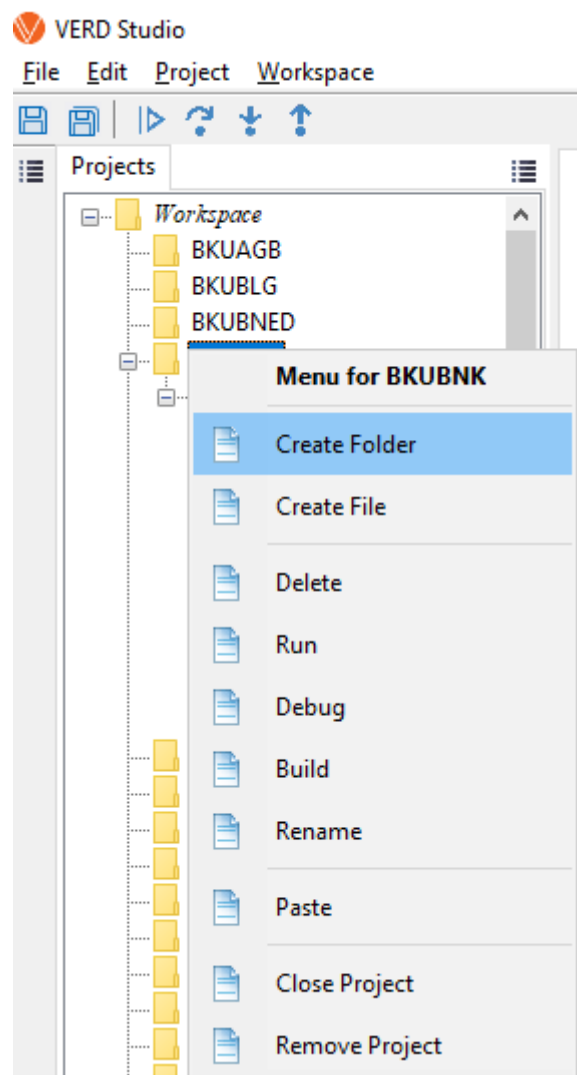 VERD Studio
File Edit Project Workspace
Projects
Workspace
BKUAGB
BKUBLG
BKUBNED
Menu for BKUBNK
Create Folder
Create File
Delete
Run
Debug
Build
Rename
Paste
Close Project
Remove Project